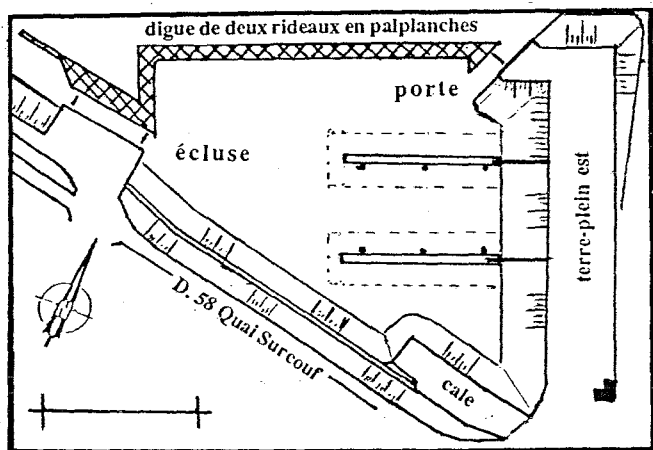 digue de deux rideaux en palplanches
porte
écluse
terre-plein est
D. 58 Quai Surcouf
cale